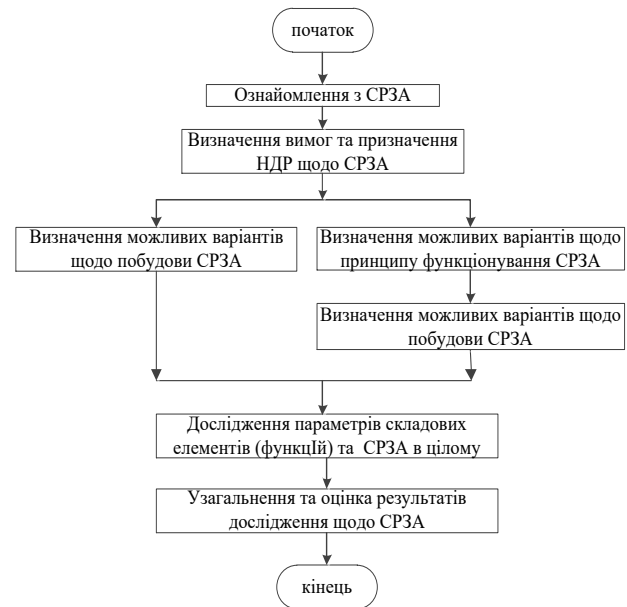 початок
Ознайомлення з СРЗА
Визначення вимог та призначення
НДР щодо СРЗА
Визначення можливих варіантів
щодо побудови СРЗА
Визначення можливих варіантів щодо
принципу функціонування СРЗА
Визначення можливих варіантів щодо
побудови СРЗА
Дослідження параметрів складових
елементів (функцІй) та СРЗА в цілому
Узагальнення та оцінка результатів
дослідження щодо СРЗА
кінець